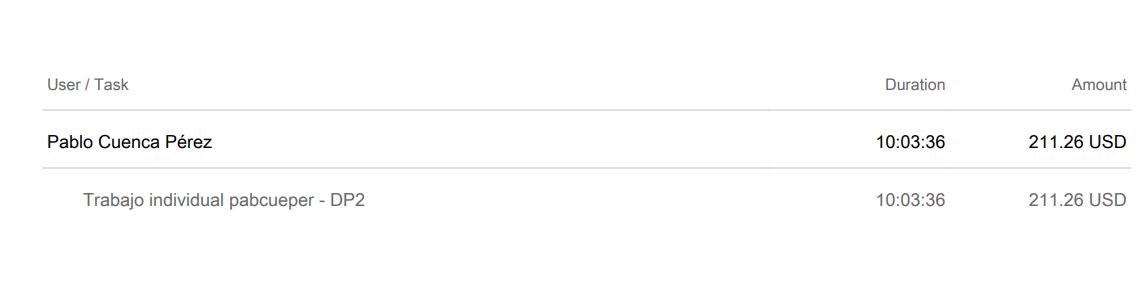 User / Task Duration Amount
Pablo Cuenca Pérez 10:03:36 211.26 USD
Trabajo individual pabcueper - DP2 10:03:36 211.26 USD